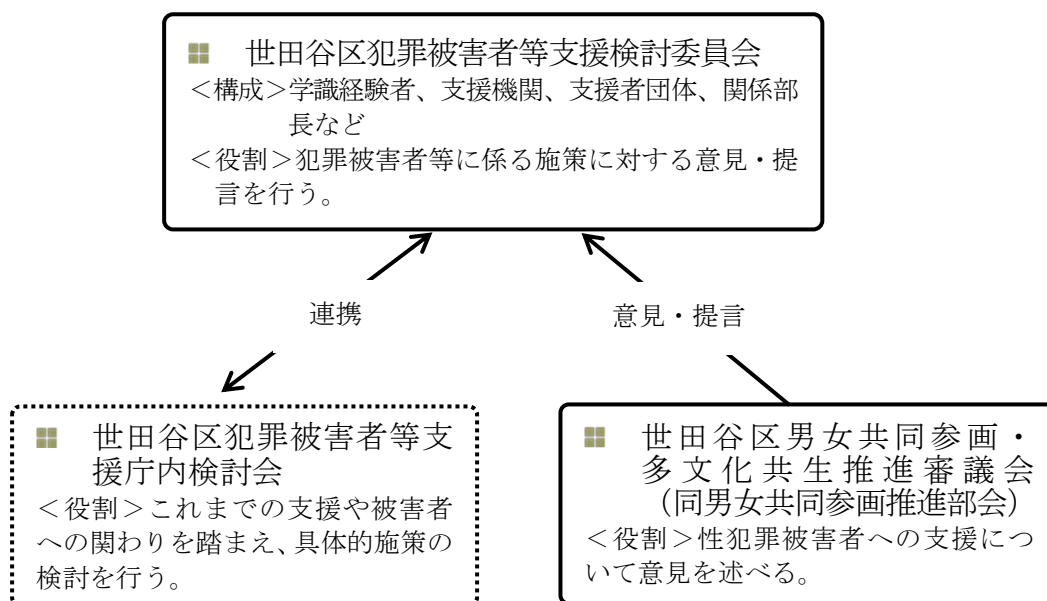 世田谷区犯罪被害者等支援検討委員会
＜構成＞学識経験者、支援機関、支援者団体、関係部
長など
＜役割＞犯罪被害者等に係る施策に対する意見・提
言を行う。
連携
意見・提言
世田谷区犯罪被害者等支
援庁内検討会
＜役割＞これまでの支援や被害者
への関わりを踏まえ、具体的施策の
検討を行う。
世田谷区男女共同参画・
多文化共生推進審議会
（同男女共同参画推進部会）
＜役割＞性犯罪被害者への支援につ
いて意見を述べる。